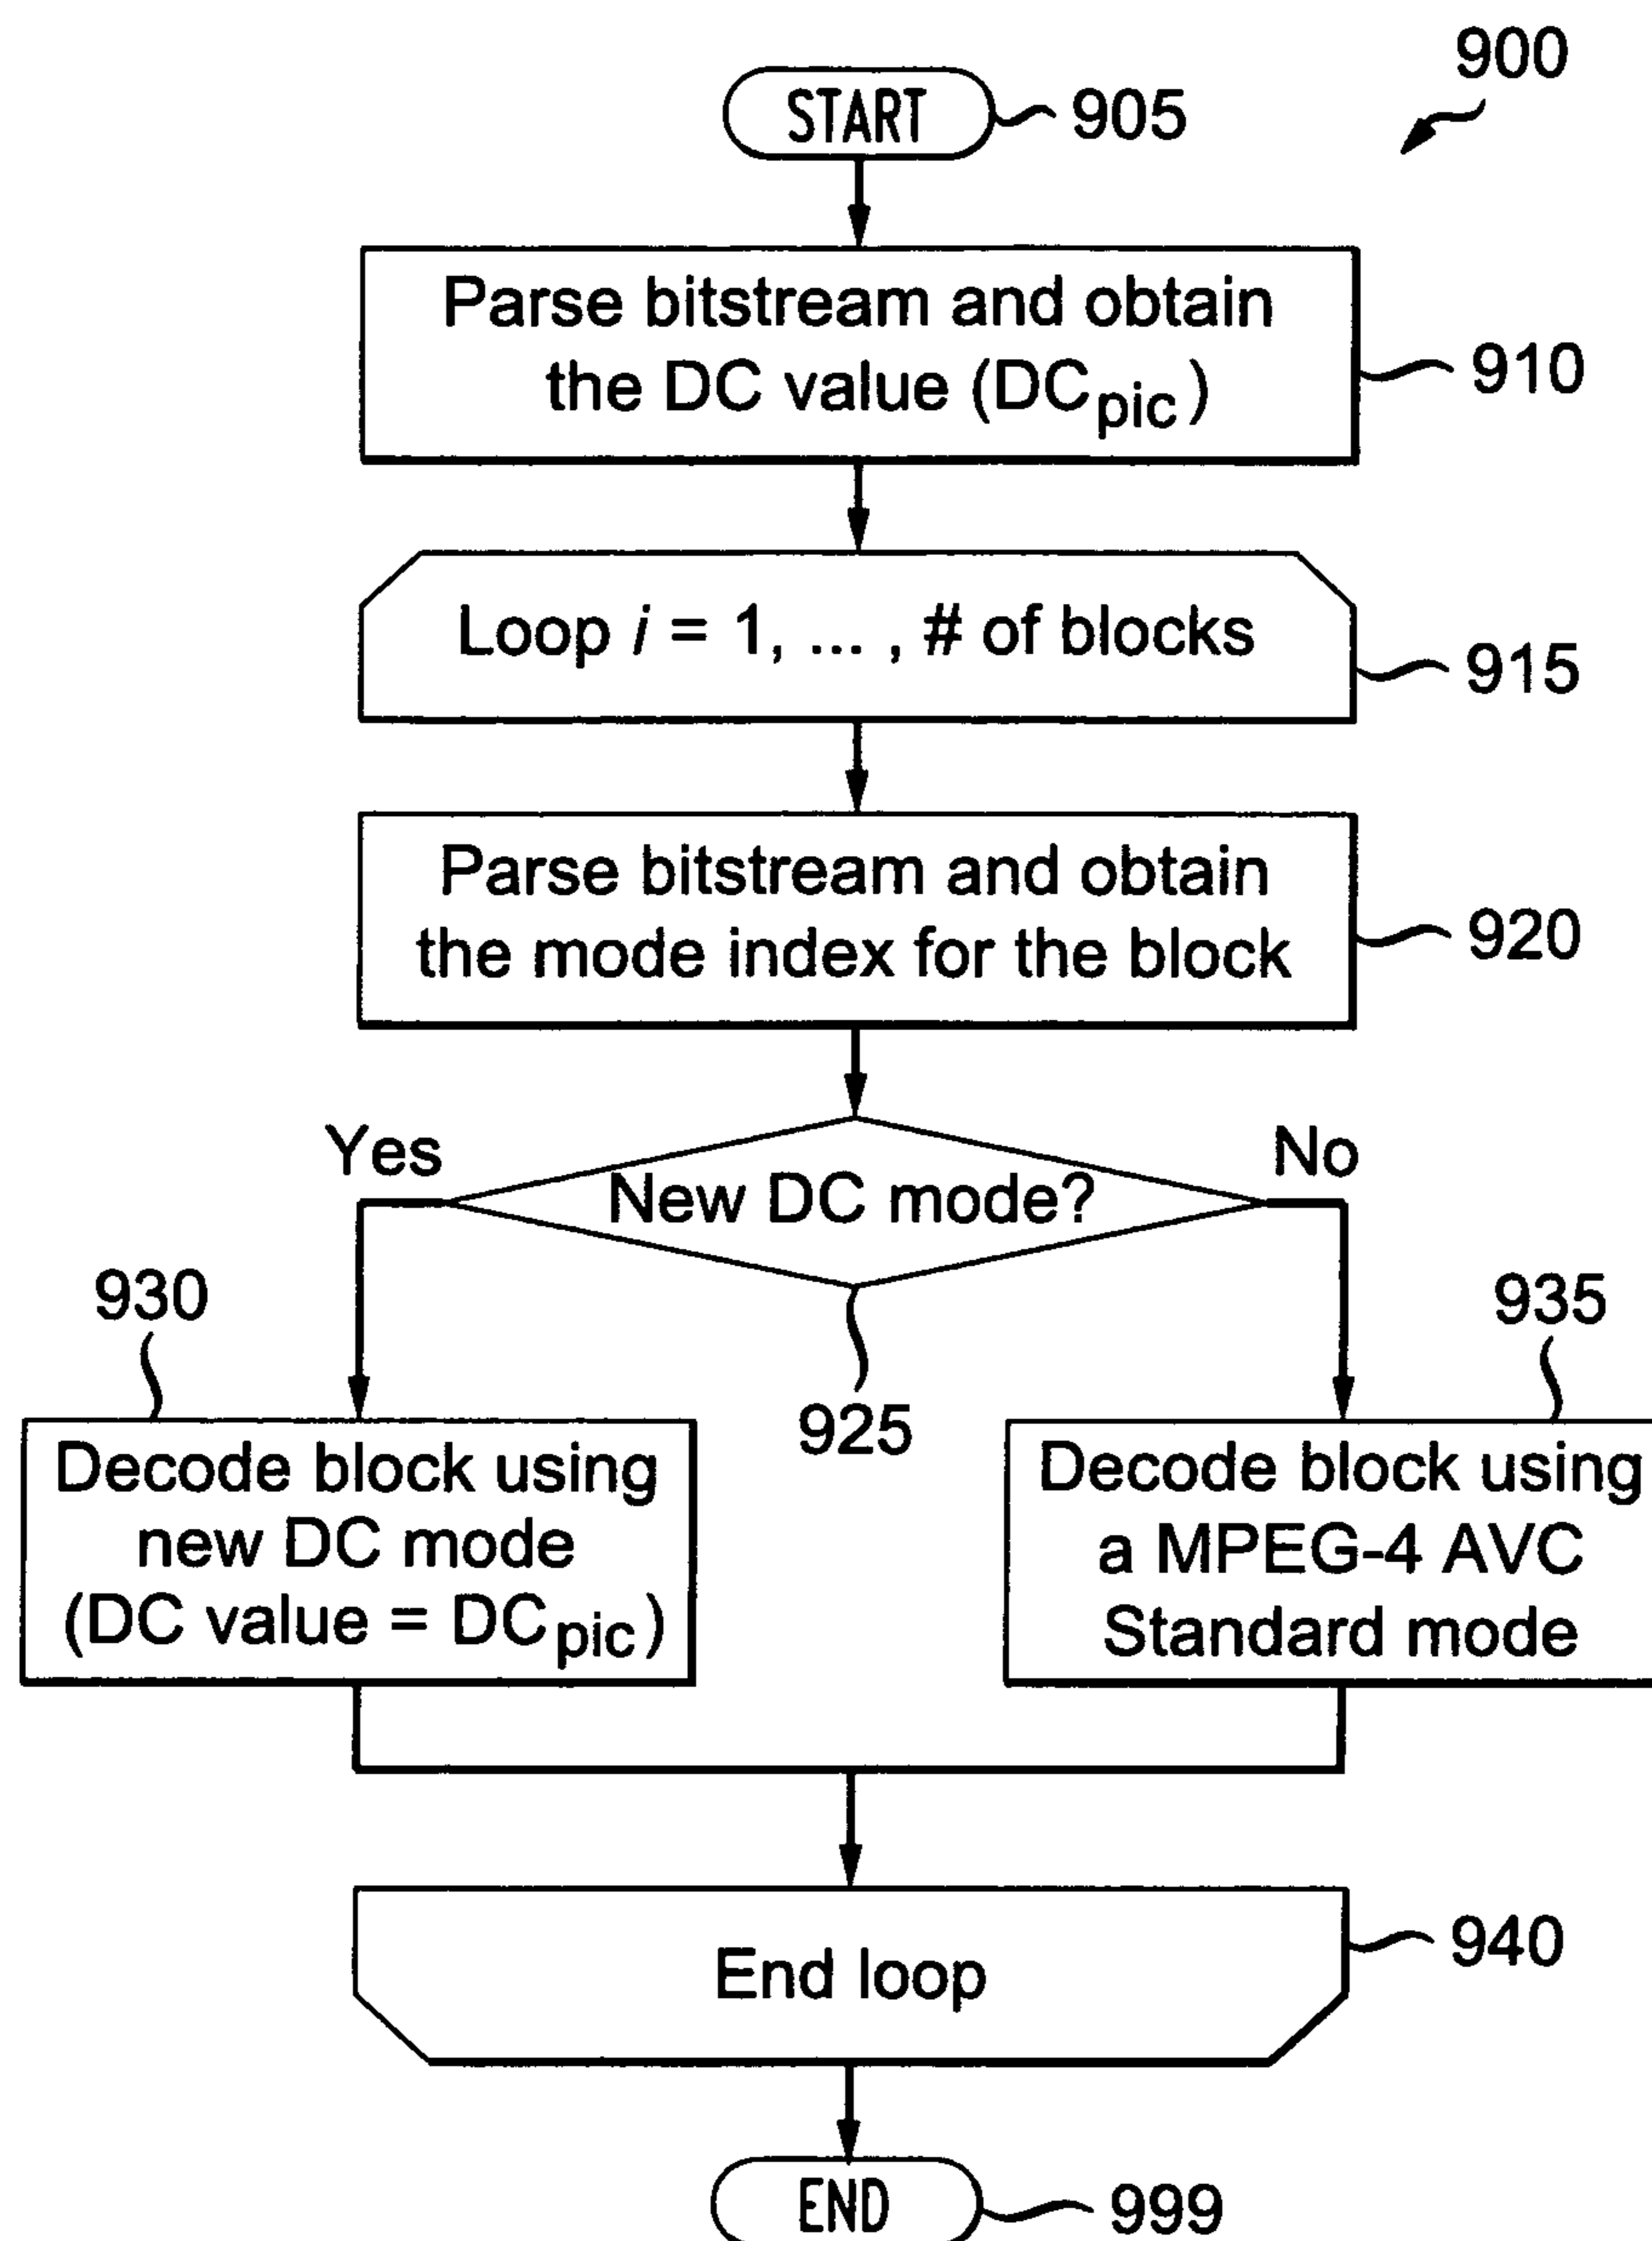 900
START
905
Parse bitstream and obtain
the DC value (DCpic)
910
Loop i = 1, ... , # of blocks
915
Parse bitstream and obtain
the mode index for the block
920
Yes
New DC mode?
No
925
930
Decode block using
new DC mode
(DC value = DCpic)
935
Decode block using
a MPEG-4 AVC
Standard mode
End loop
940
END
999